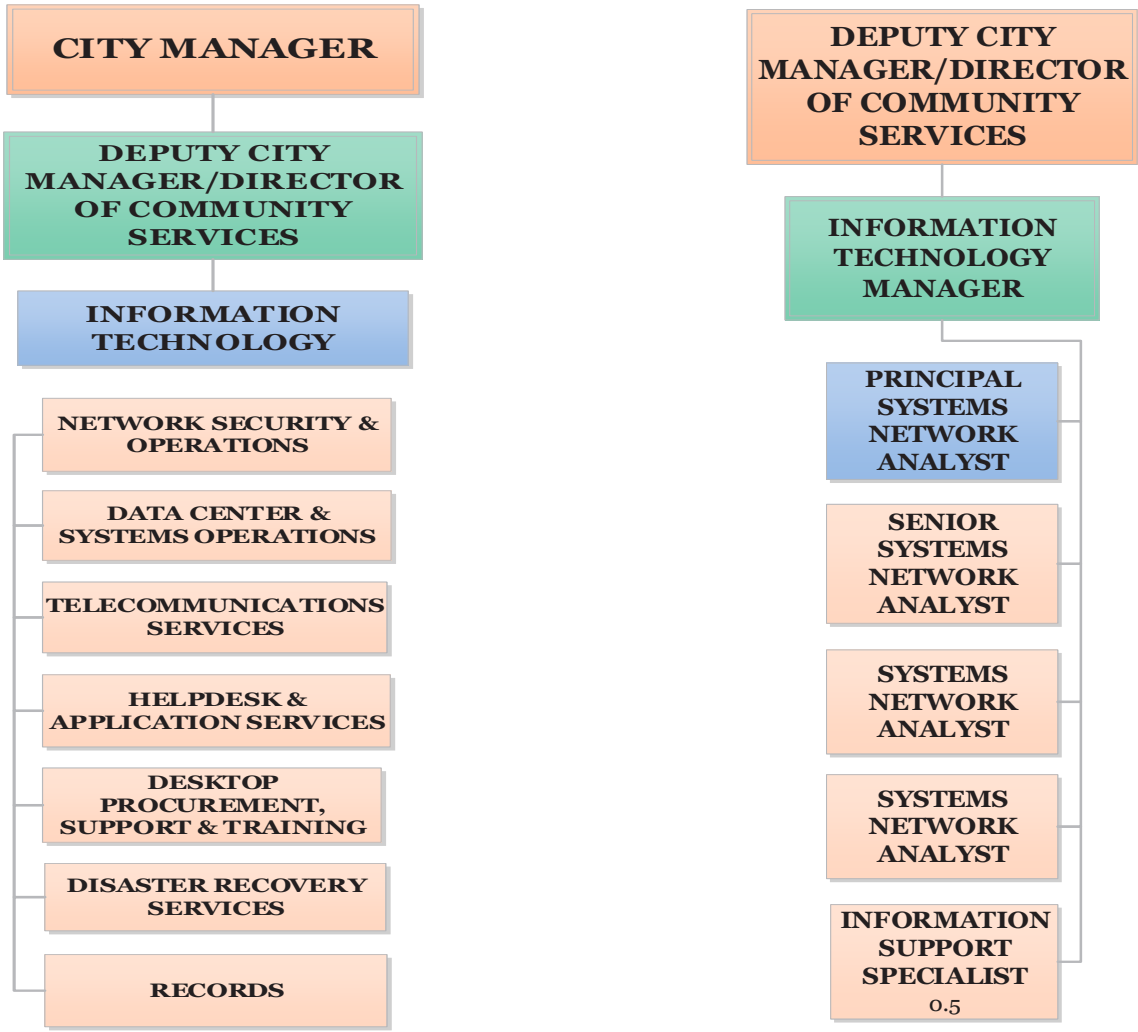 CITY MANAGER
DEPUTY CITY
MANAGER/DIRECTOR
OF COMMUNITY
SERVICES
INFORMATION
TECHNOLOGY
NETWORK SECURITY &
OPERATIONS
DATA CENTER &
SYSTEMS OPERATIONS
TELECOMMUNICATIONS
SERVICES
HELPDESK &
APPLICATION SERVICES
DESKTOP
PROCUREMENT,
SUPPORT & TRAINING
DISASTER RECOVERY
SERVICES
RECORDS
DEPUTY CITY
MANAGER/DIRECTOR
OF COMMUNITY
SERVICES
INFORMATION
TECHNOLOGY
MANAGER
PRINCIPAL
SYSTEMS
NETWORK
ANALYST
SENIOR
SYSTEMS
NETWORK
ANALYST
SYSTEMS
NETWORK
ANALYST
SYSTEMS
NETWORK
ANALYST
INFORMATION
SUPPORT
SPECIALIST
0.5